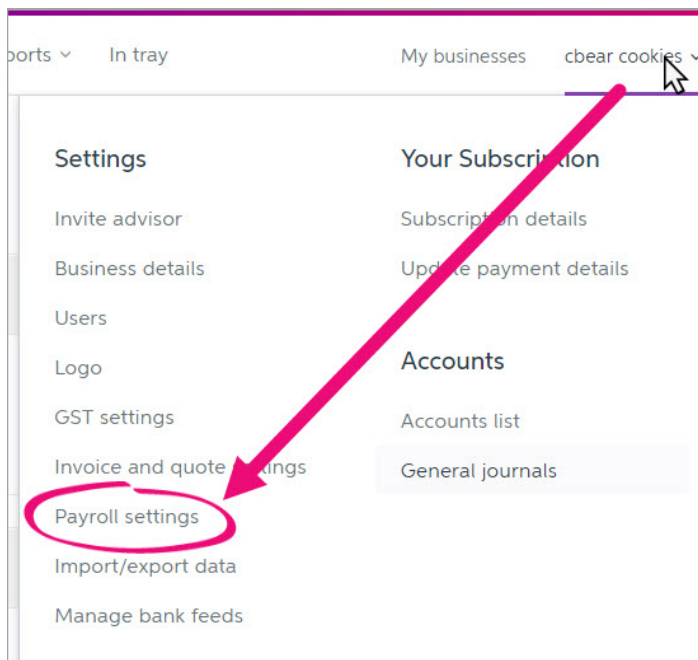 In tray
My businesses
cbear cookies
Settings
Invite advisor
Business details
Users
Logo
GST settings
Invoice and quote
Payroll settings
Import/export data
Manage bank feeds
Your Subscription
Subscription details
Update payment details
Accounts
Accounts list
General journals